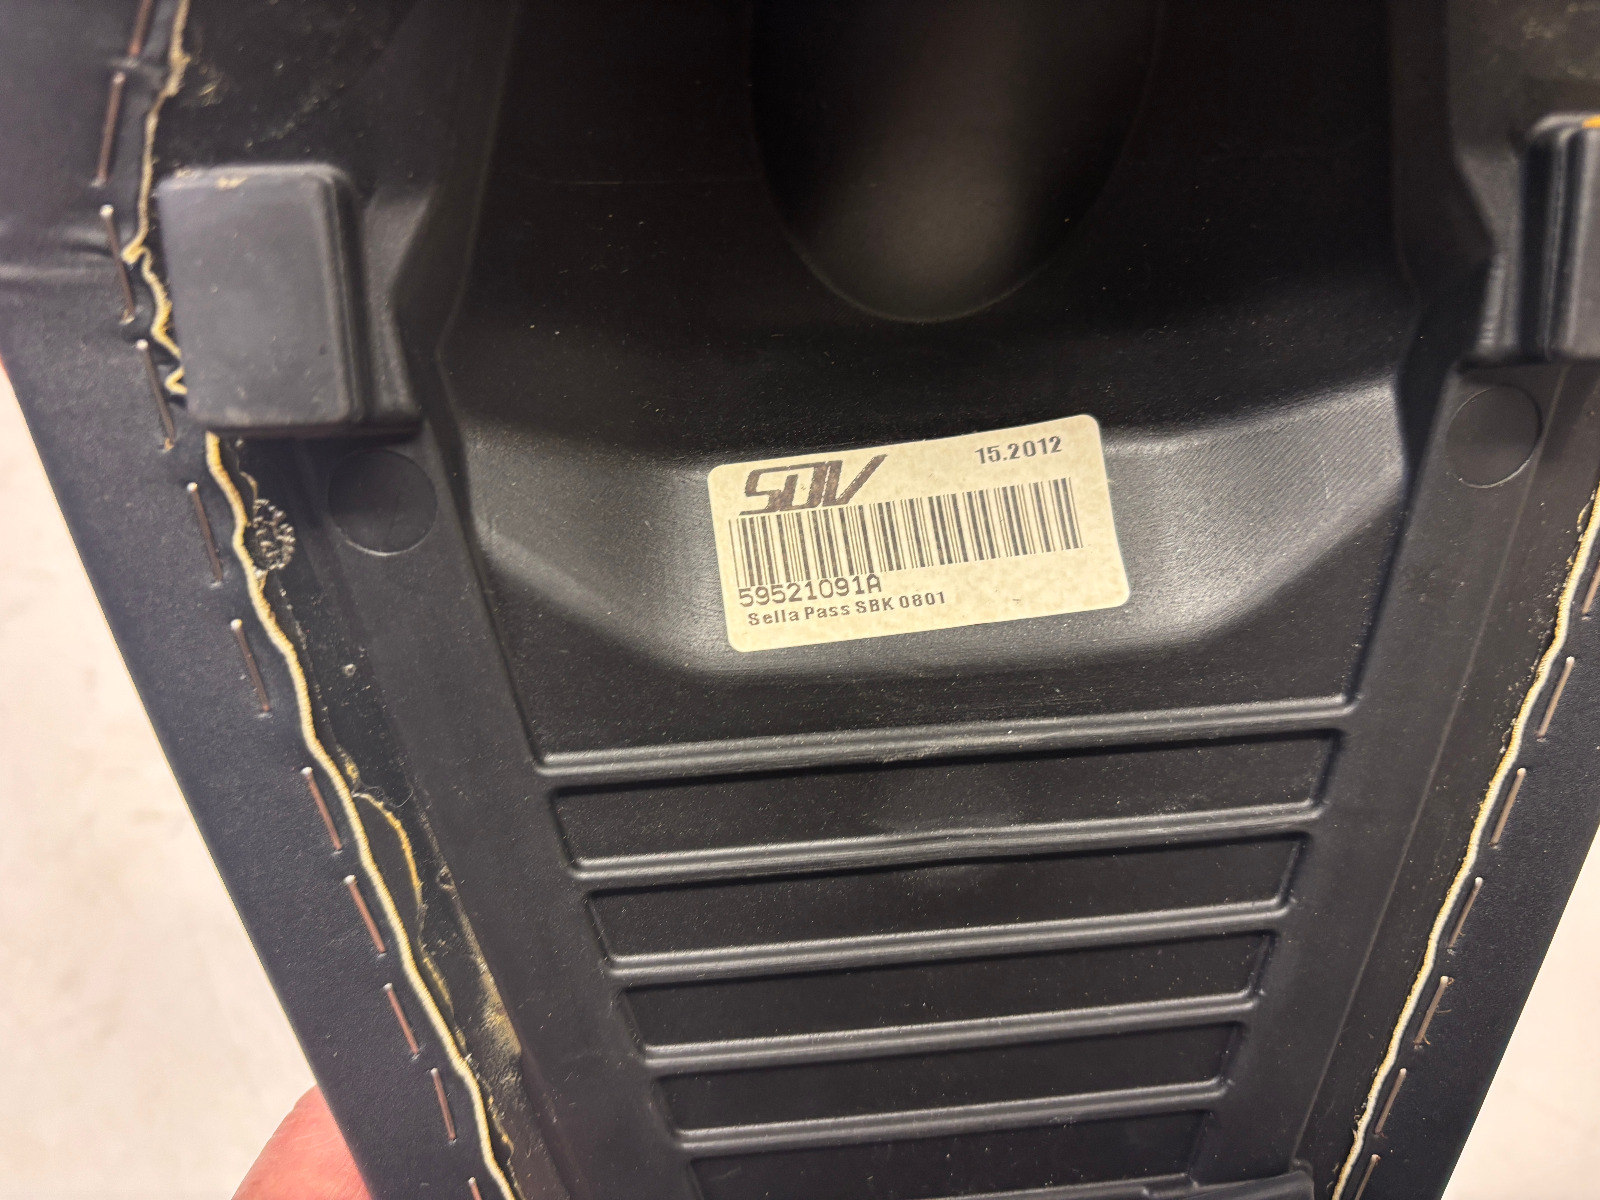 SDV 15.2012
59521091A
Sella Pass SBK 0801